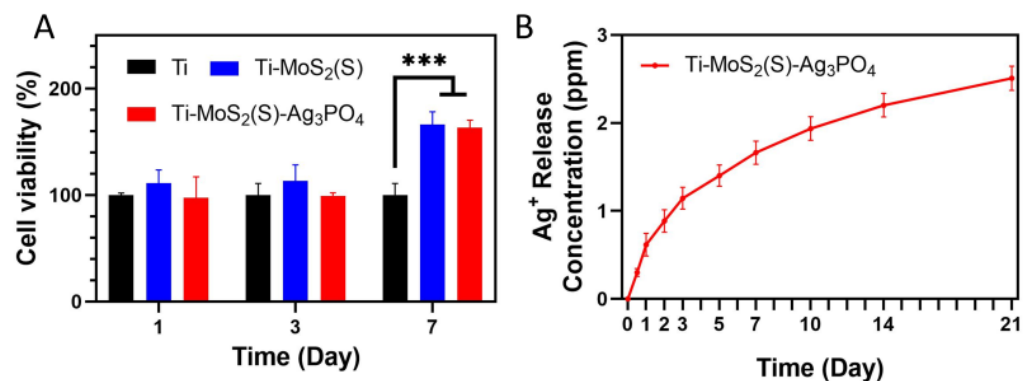 A
Cell viability (%)
200
100
0
Ti
Ti-MoS₂(S)
Ti-MoS₂(S)-Ag₃PO₄
***
1 3 7
Time (Day)
B
Ag⁺ Release
Concentration (ppm)
3
2
1
0
Ti-MoS₂(S)-Ag₃PO₄
0 1 2 3 5 7 10 14 21
Time (Day)